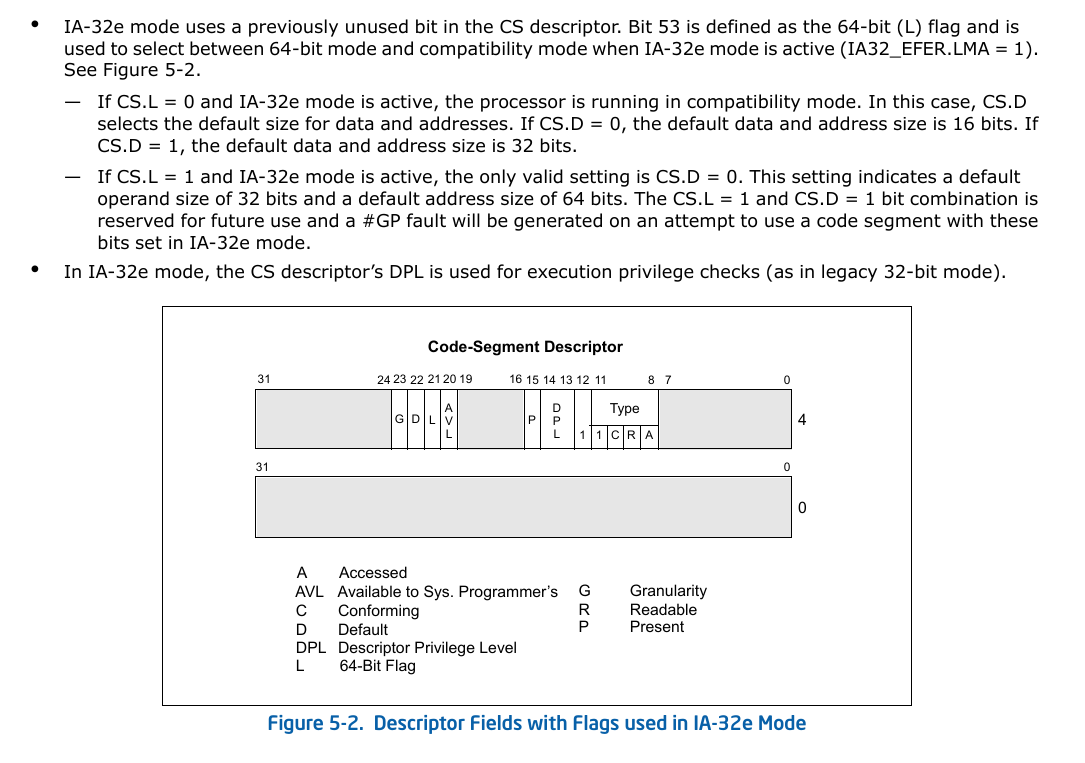 • IA-32e mode uses a previously unused bit in the CS descriptor. Bit 53 is defined as the 64-bit (L) flag and is
used to select between 64-bit mode and compatibility mode when IA-32e mode is active (IA32_EFER.LMA = 1).
See Figure 5-2.
— If CS.L = 0 and IA-32e mode is active, the processor is running in compatibility mode. In this case, CS.D
selects the default size for data and addresses. If CS.D = 0, the default data and address size is 16 bits. If
CS.D = 1, the default data and address size is 32 bits.
— If CS.L = 1 and IA-32e mode is active, the only valid setting is CS.D = 0. This setting indicates a default
operand size of 32 bits and a default address size of 64 bits. The CS.L = 1 and CS.D = 1 bit combination is
reserved for future use and a #GP fault will be generated on an attempt to use a code segment with these
bits set in IA-32e mode.
• In IA-32e mode, the CS descriptor’s DPL is used for execution privilege checks (as in legacy 32-bit mode).
Code-Segment Descriptor
31 24 23 22 21 20 19 16 15 14 13 12 11 8 7 0
G D L AVL P DPL 1 Type 4
1 C R A
31 0
0
A Accessed
AVL Available to Sys. Programmer’s G Granularity
C Conforming R Readable
D Default P Present
DPL Descriptor Privilege Level
L 64-Bit Flag
Figure 5-2. Descriptor Fields with Flags used in IA-32e Mode